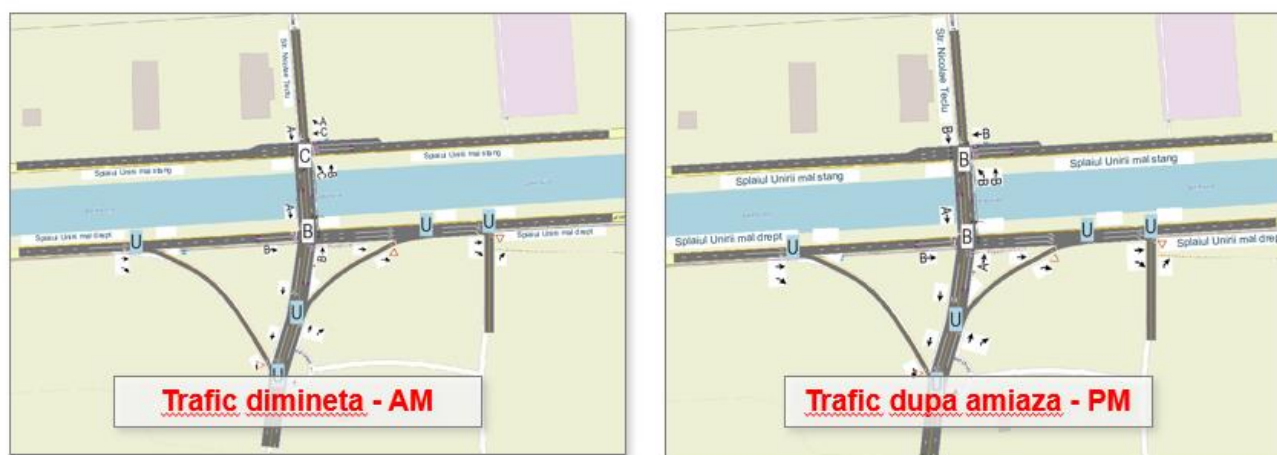 Str. Nicolae Teclu
A
A
C
C
Splaiul Unirii mal stang
Splaiul Unirii mal stang
C
B
A
U
U
B
U
Splaiul Unirii mal drept
Splaiul Unirii mal drept
B
B
U
U
Trafic dimineta - AM
Str. Nicolae Teclu
B
B
B
Splaiul Unirii mal stang
Splaiul Unirii mal stang
B
B
A
U
U
B
U
Splaiul Unirii mal drept
Splaiul Unirii mal drept
B
A
U
U
Trafic dupa amiaza - PM